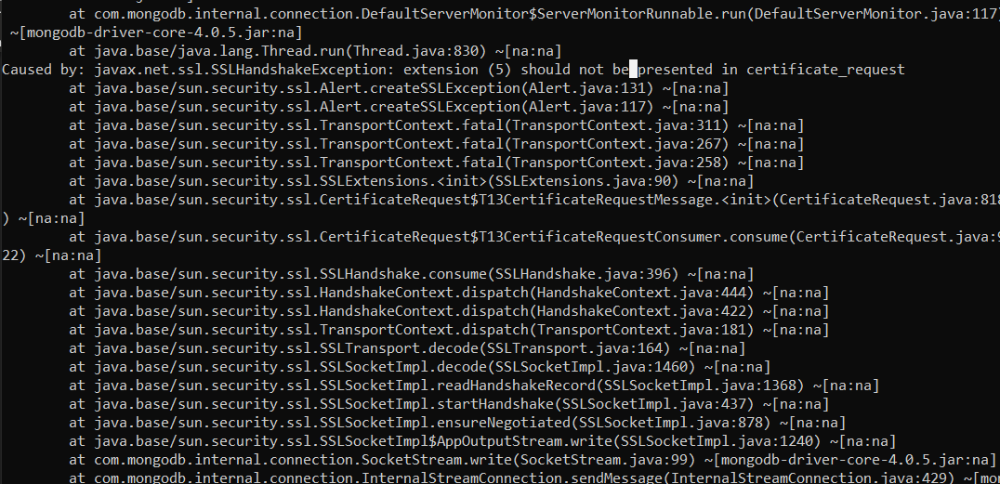 at com.mongodb.internal.connection.DefaultServerMonitor$ServerMonitorRunnable.run(DefaultServerMonitor.java:117)
~[mongodb-driver-core-4.0.5.jar:na]
at java.base/java.lang.Thread.run(Thread.java:830) ~[na:na]
Caused by: javax.net.ssl.SSLHandshakeException: extension (5) should not be presented in certificate_request
at java.base/sun.security.ssl.Alert.createSSLException(Alert.java:131) ~[na:na]
at java.base/sun.security.ssl.Alert.createSSLException(Alert.java:117) ~[na:na]
at java.base/sun.security.ssl.TransportContext.fatal(TransportContext.java:311) ~[na:na]
at java.base/sun.security.ssl.TransportContext.fatal(TransportContext.java:267) ~[na:na]
at java.base/sun.security.ssl.TransportContext.fatal(TransportContext.java:258) ~[na:na]
at java.base/sun.security.ssl.SSLExtensions.<init>(SSLExtensions.java:90) ~[na:na]
at java.base/sun.security.ssl.CertificateRequest$T13CertificateRequestMessage.<init>(CertificateRequest.java:818
) ~[na:na]
at java.base/sun.security.ssl.CertificateRequest$T13CertificateRequestConsumer.consume(CertificateRequest.java:9
22) ~[na:na]
at java.base/sun.security.ssl.SSLHandshake.consume(SSLHandshake.java:396) ~[na:na]
at java.base/sun.security.ssl.HandshakeContext.dispatch(HandshakeContext.java:444) ~[na:na]
at java.base/sun.security.ssl.HandshakeContext.dispatch(HandshakeContext.java:422) ~[na:na]
at java.base/sun.security.ssl.TransportContext.dispatch(TransportContext.java:181) ~[na:na]
at java.base/sun.security.ssl.SSLTransport.decode(SSLTransport.java:164) ~[na:na]
at java.base/sun.security.ssl.SSLSocketImpl.decode(SSLSocketImpl.java:1460) ~[na:na]
at java.base/sun.security.ssl.SSLSocketImpl.readHandshakeRecord(SSLSocketImpl.java:1368) ~[na:na]
at java.base/sun.security.ssl.SSLSocketImpl.startHandshake(SSLSocketImpl.java:437) ~[na:na]
at java.base/sun.security.ssl.SSLSocketImpl.ensureNegotiated(SSLSocketImpl.java:878) ~[na:na]
at java.base/sun.security.ssl.SSLSocketImpl$AppOutputStream.write(SSLSocketImpl.java:1240) ~[na:na]
at com.mongodb.internal.connection.SocketStream.write(SocketStream.java:99) ~[mongodb-driver-core-4.0.5.jar:na]
at com.mongodb.internal.connection.InternalStreamConnection.sendMessage(InternalStreamConnection.java:429) ~[mo